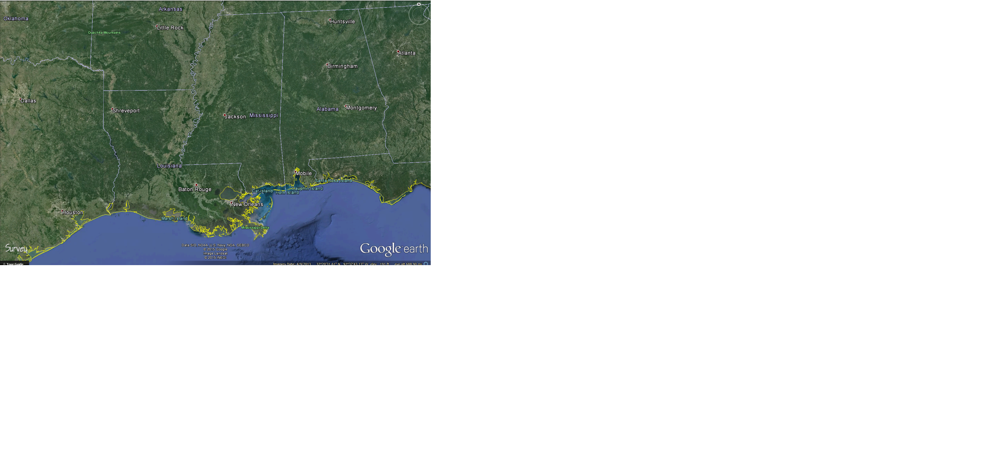 N
Arkansas
Oklahoma
Huntsville
Little Rock
Ouachita Mountains
Atlanta
Birmingham
Dallas
Montgomery
Alabama
Shreveport
Mississippi
Jackson
Louisiana
Mobile
Santa Rosa Island
Dauphin Island
Baton Rouge
Cat Island
Horn Island
New Orleans
Houston
Marsh Island
Mississippi Delta
Survey
Data SIO, NOAA, U.S. Navy, NGA, GEBCO
© 2015 Google
Image Landsat
© 2015 INEGI
Google earth
Tour Guide
Imagery Date: 4/9/2013 32°20'31.61" N 92°32'43.13" W elev 191 ft eye alt 688.90 mi